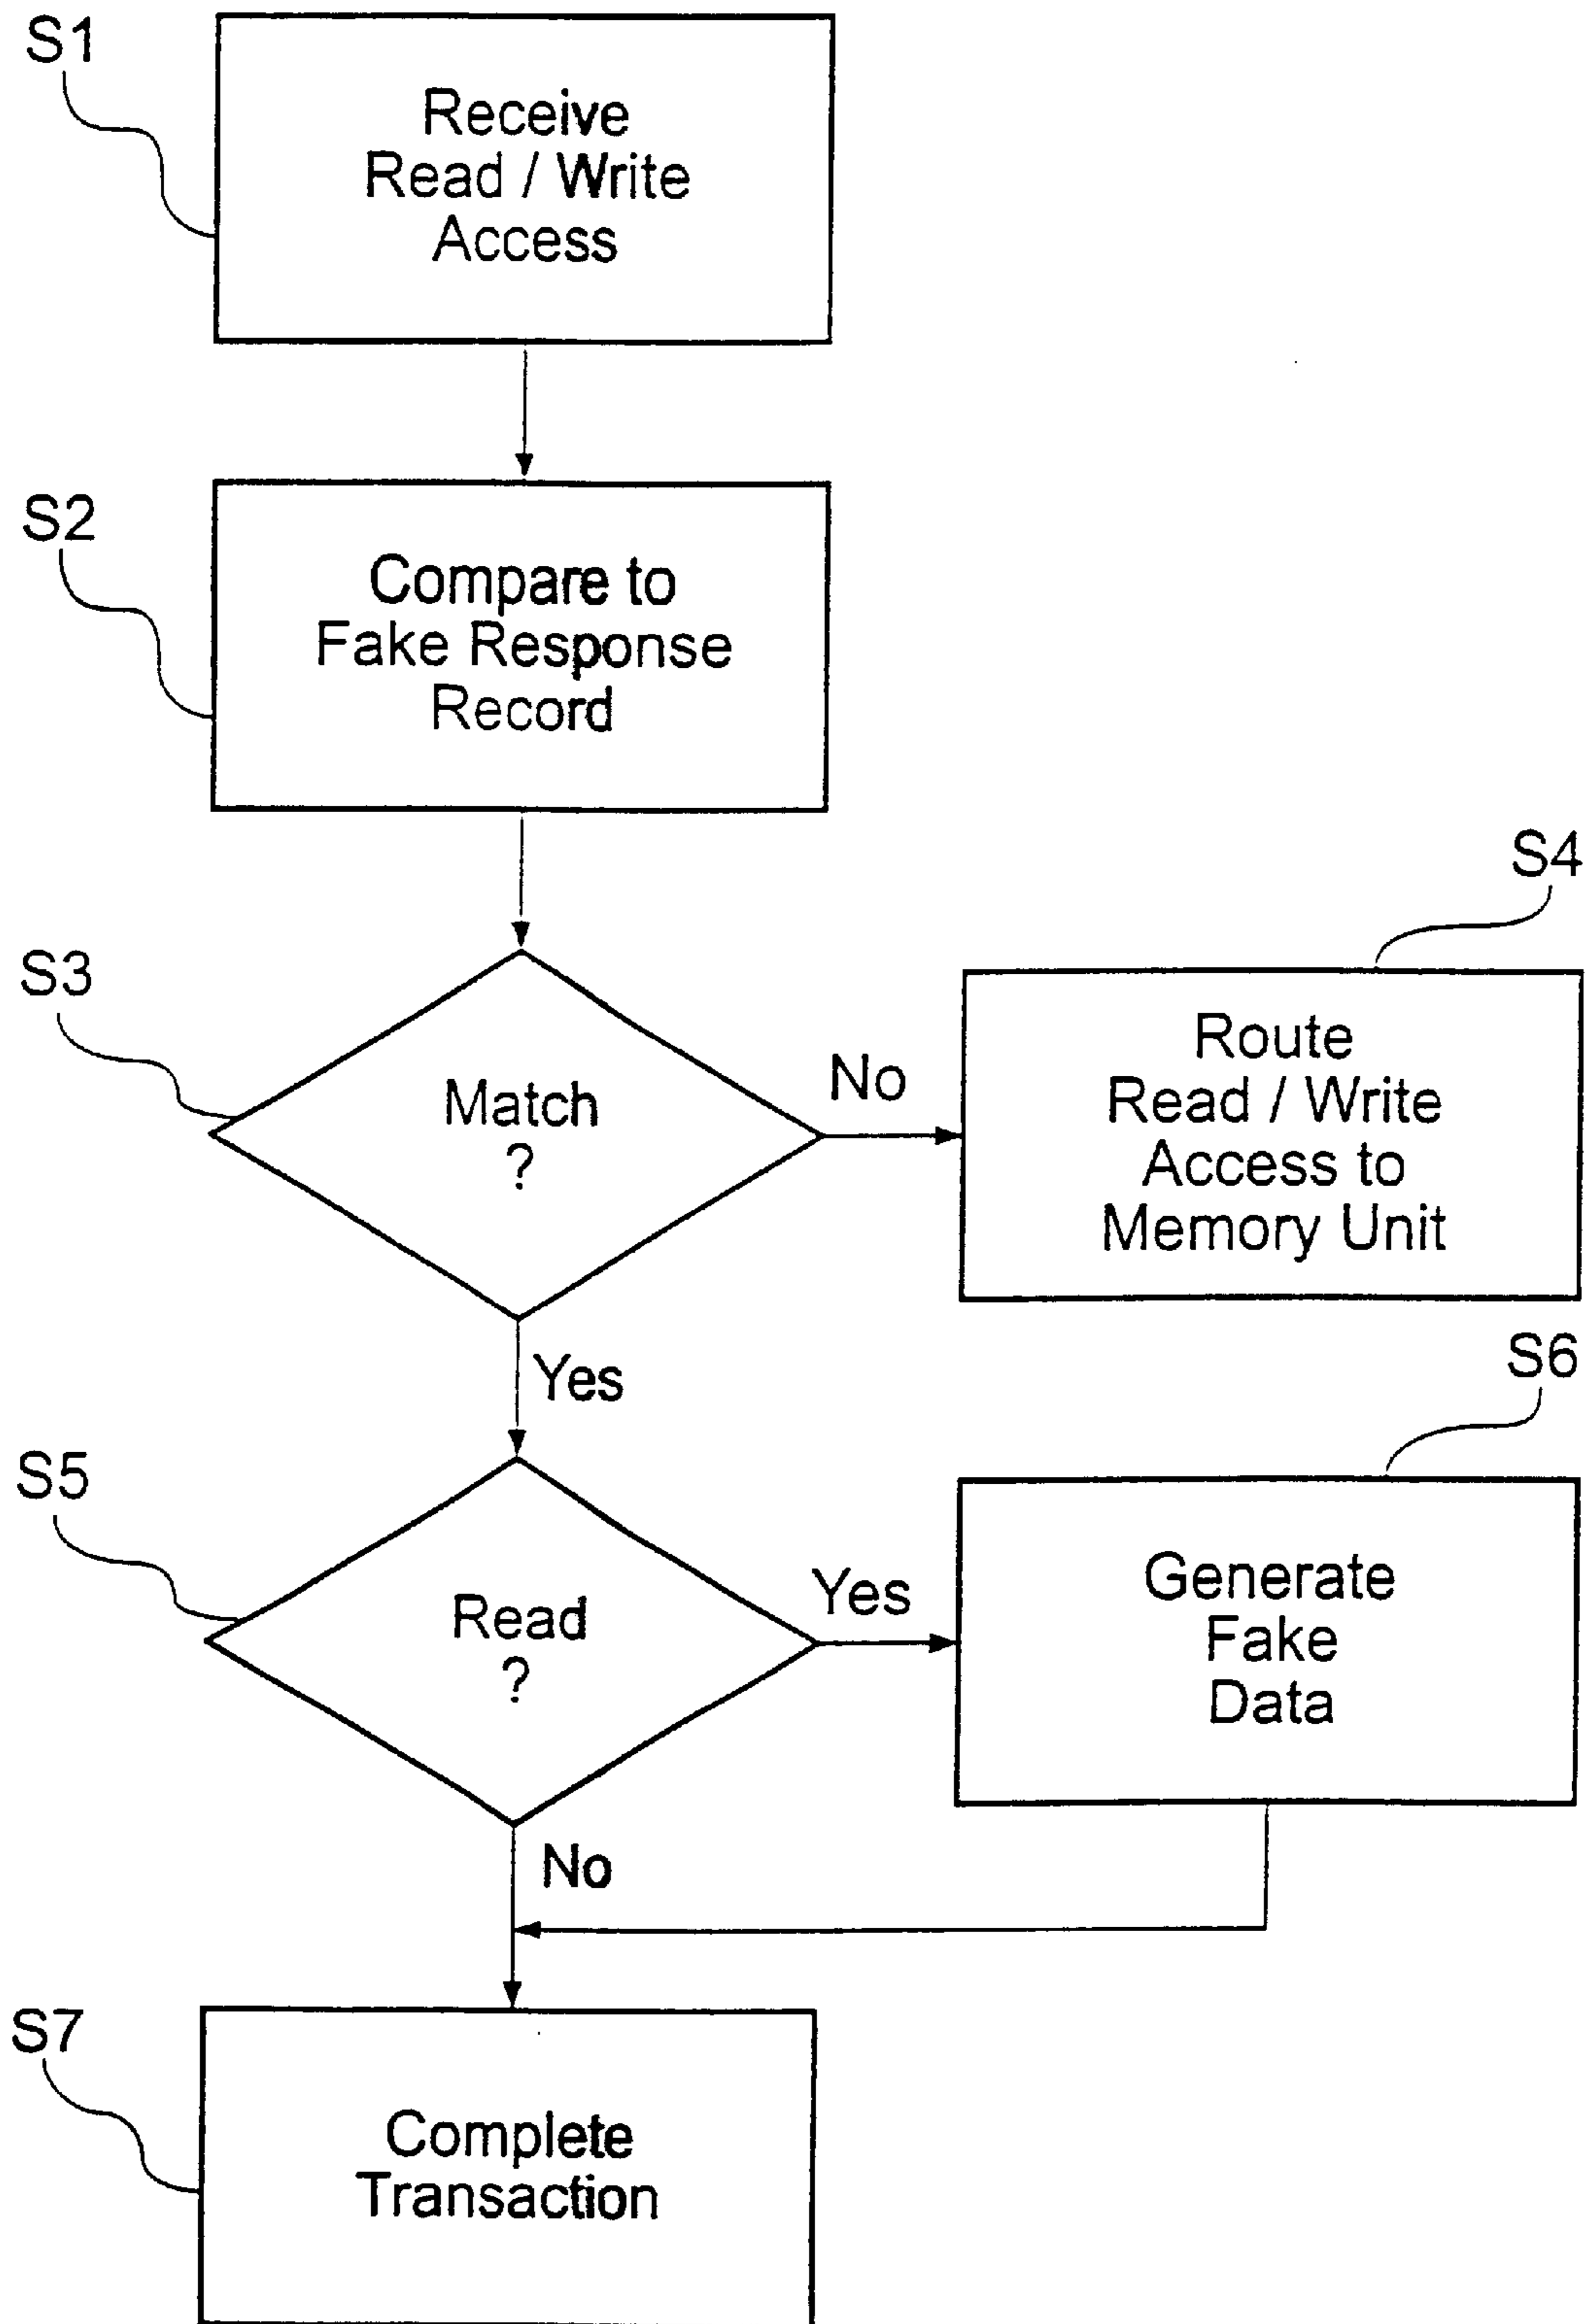 S1
Receive
Read / Write
Access
S2
Compare to
Fake Response
Record
S3
Match
?
No
S4
Route
Read / Write
Access to
Memory Unit
Yes
S5
Read
?
Yes
S6
Generate
Fake
Data
No
S7
Complete
Transaction